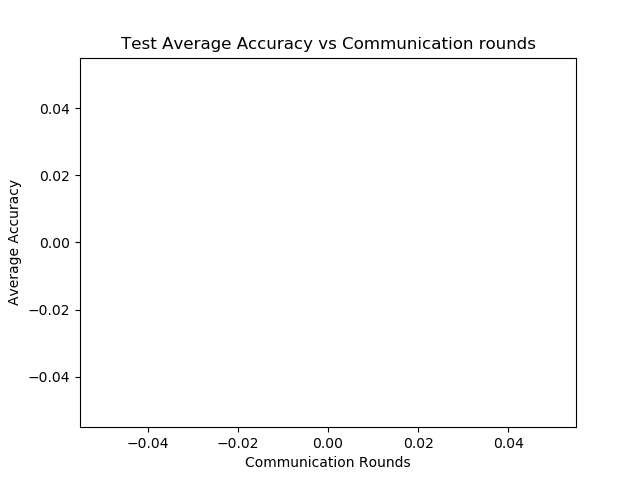 Test Average Accuracy vs Communication rounds
0.04
0.02
0.00
−0.02
−0.04
Average Accuracy
−0.04 −0.02 0.00 0.02 0.04
Communication Rounds